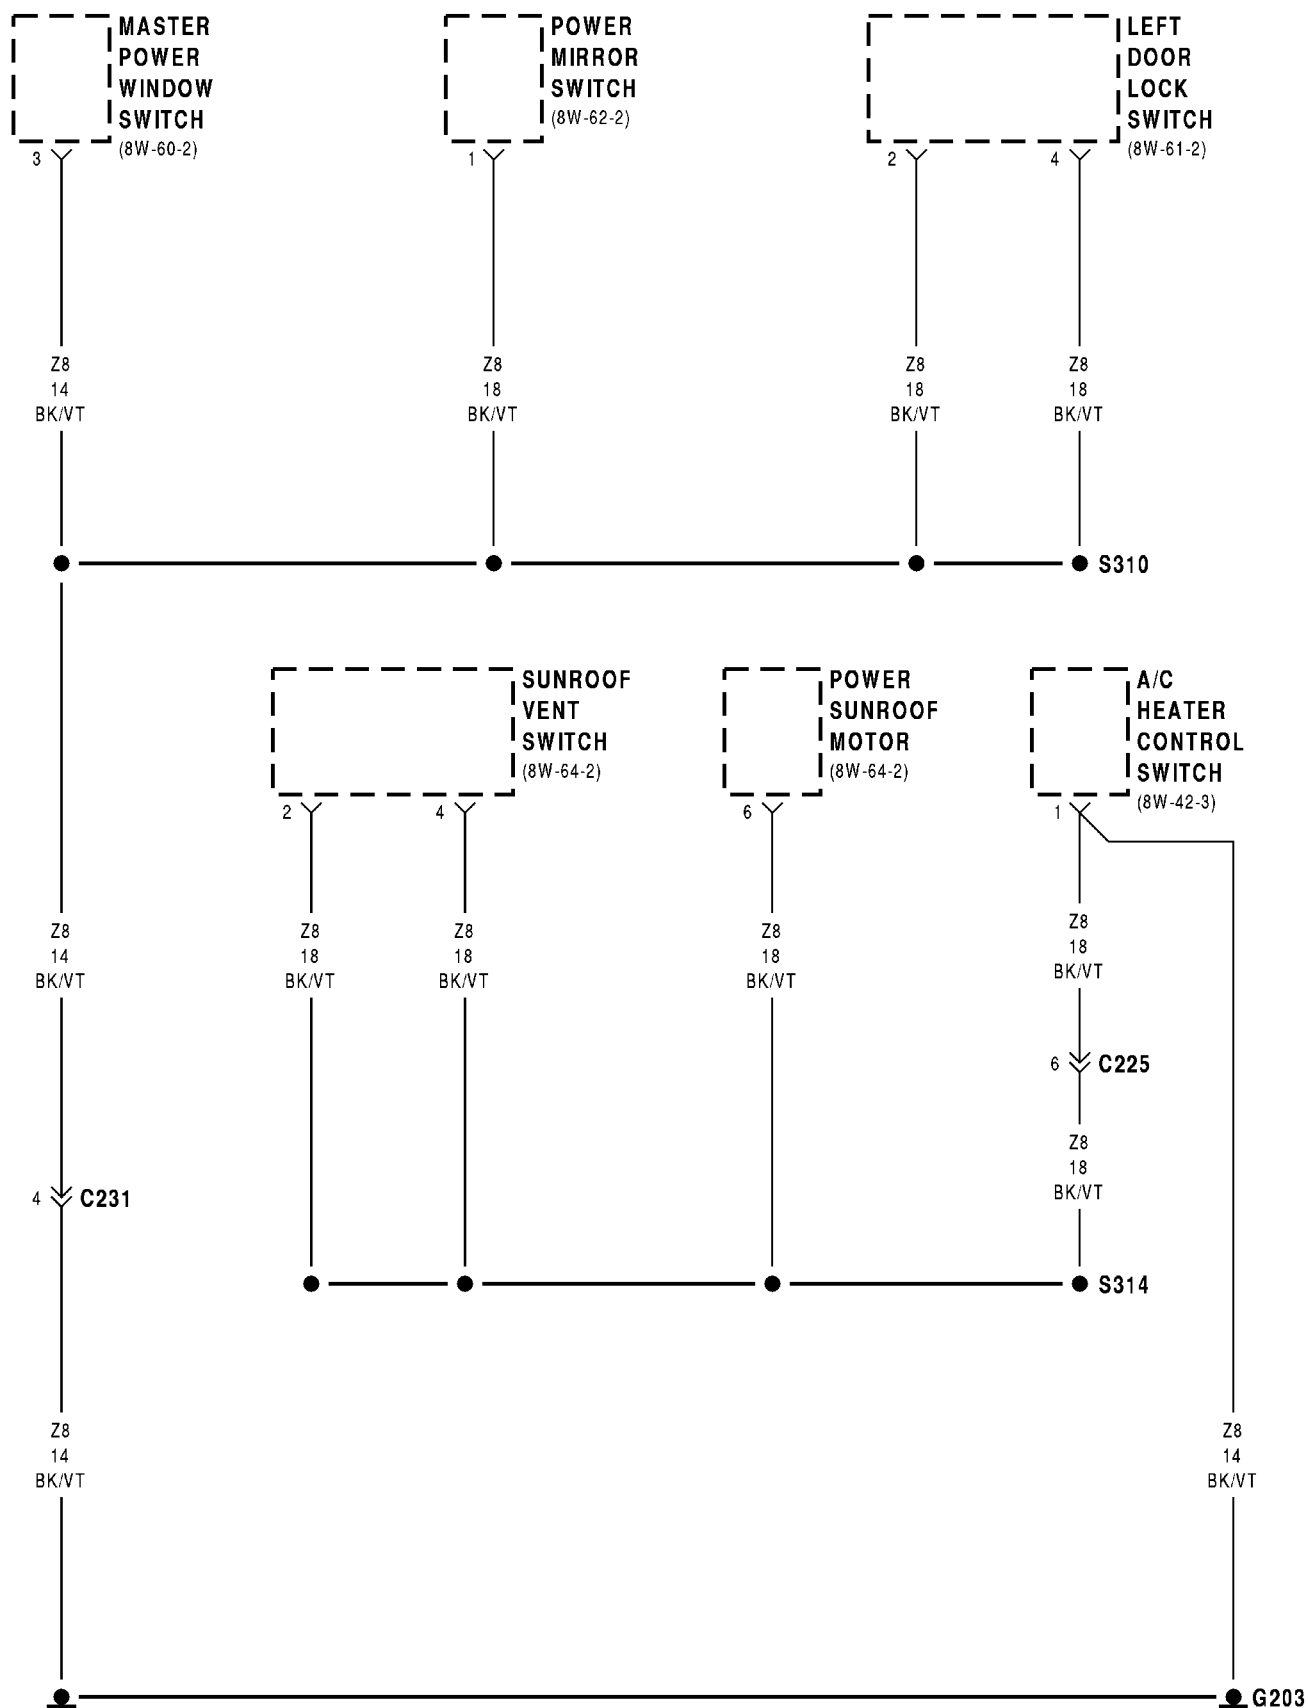 MASTER
POWER
WINDOW
SWITCH
(8W-60-2)
3
POWER
MIRROR
SWITCH
(8W-62-2)
1
LEFT
DOOR
LOCK
SWITCH
(8W-61-2)
2
4
Z8
14
BK/VT
Z8
18
BK/VT
Z8
18
BK/VT
Z8
18
BK/VT
S310
SUNROOF
VENT
SWITCH
(8W-64-2)
2
4
POWER
SUNROOF
MOTOR
(8W-64-2)
6
A/C
HEATER
CONTROL
SWITCH
(8W-42-3)
1
Z8
14
BK/VT
Z8
18
BK/VT
Z8
18
BK/VT
Z8
18
BK/VT
Z8
18
BK/VT
6
C225
Z8
18
BK/VT
4
C231
S314
Z8
14
BK/VT
Z8
14
BK/VT
G203